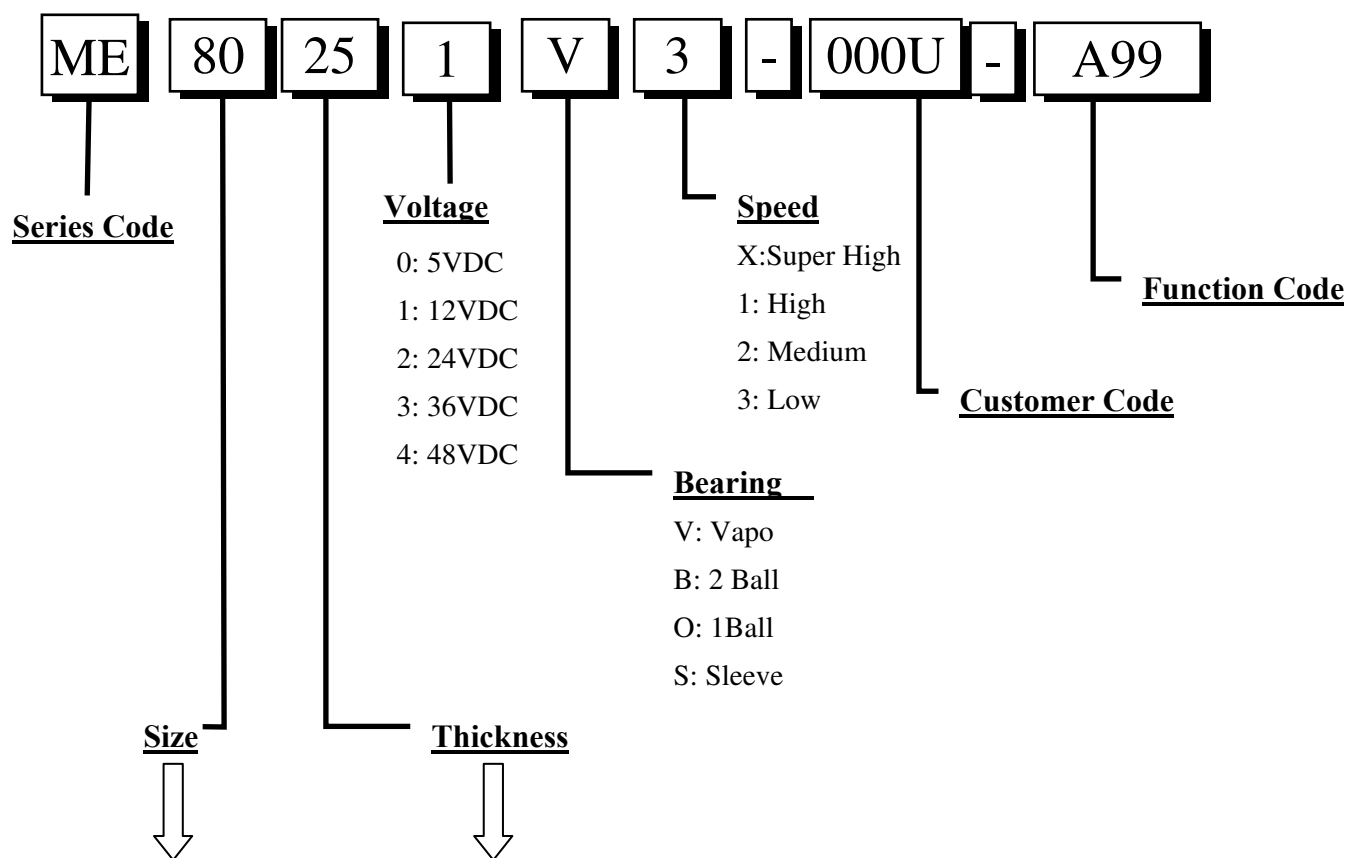 ME 80 25 1 V 3 - 000U - A99
Series Code
Voltage
0: 5VDC
1: 12VDC
2: 24VDC
3: 36VDC
4: 48VDC
Speed
X:Super High
1: High
2: Medium
3: Low
Function Code
Customer Code
Bearing
V: Vapo
B: 2 Ball
O: 1Ball
S: Sleeve
Size
Thickness